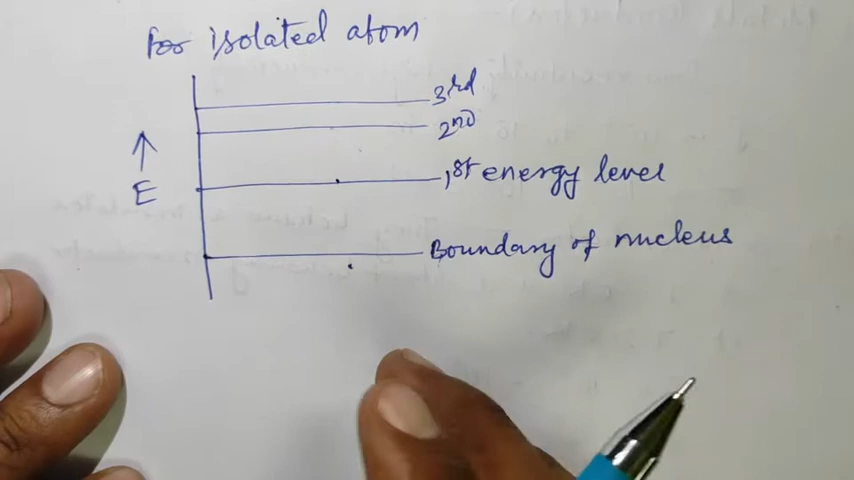 For isolated atom
3rd
2nd
1st energy level
E
Boundary of nucleus